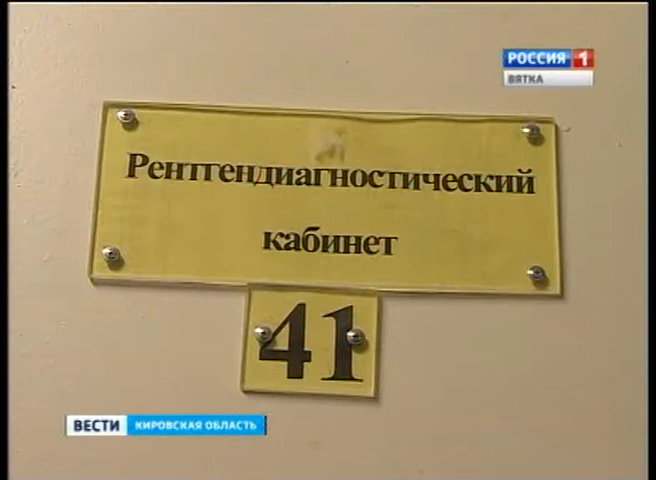 РОССИЯ 1
ВЯТКА
Рентгендиагностический
кабинет
41
ВЕСТИ КИРОВСКАЯ ОБЛАСТЬ